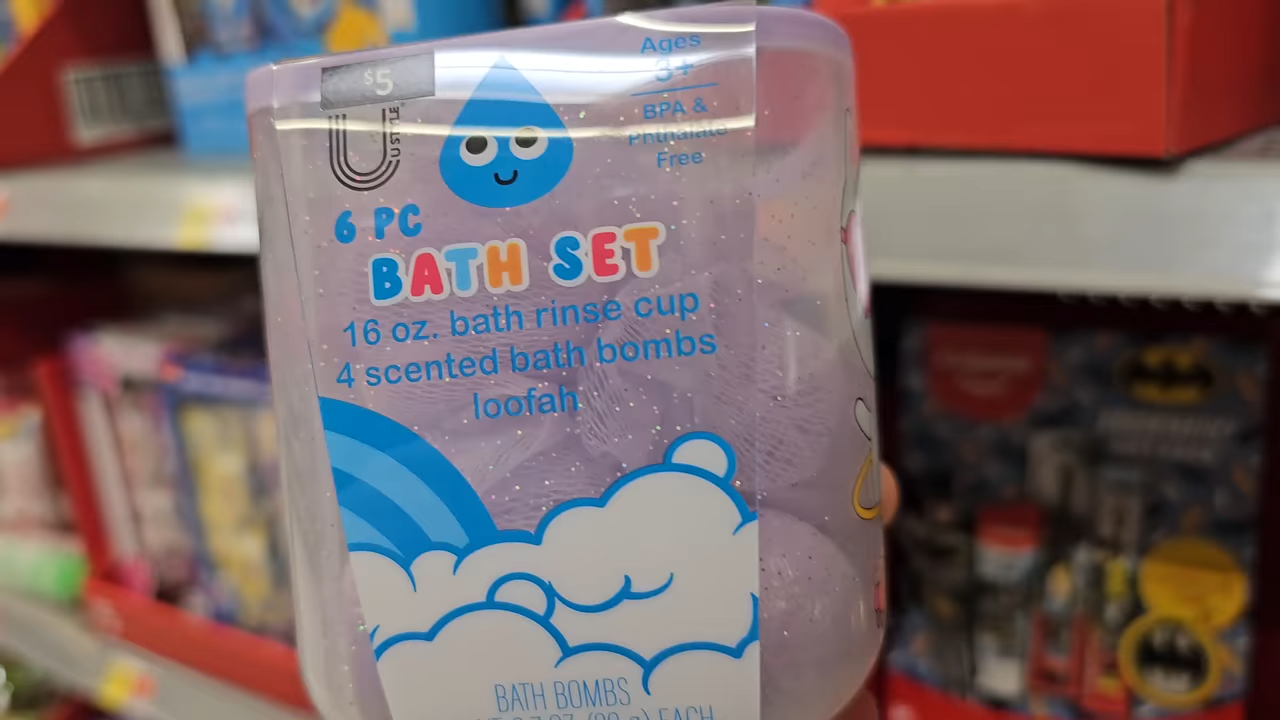 $5
U STYLE
Ages
3+
BPA &
Phthalate
Free
6 PC
BATH SET
16 oz. bath rinse cup
4 scented bath bombs
loofah
BATH BOMBS
EACH